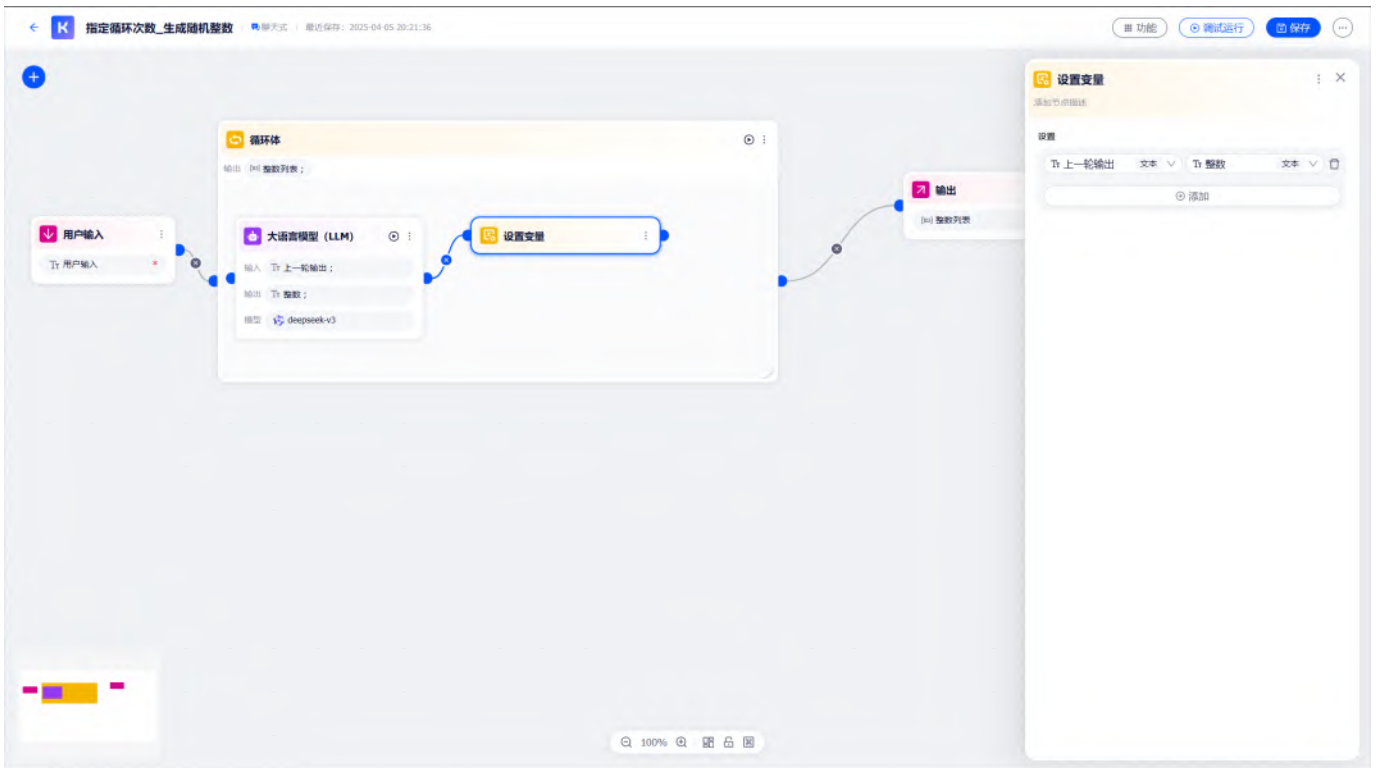 指定循环次数_生成随机整数 聊天式 最近保存: 2025-04-05 20:21:36
功能 调试运行 保存
设置变量
添加节点描述
设置
Tr 上一轮输出 文本 Tr 整数 文本
添加
循环体
输出 整数列表 ;
用户输入
Tr 用户输入 *
大语言模型 (LLM)
输入 Tr 上一轮输出 ;
输出 Tr 整数 ;
模型 deepseek-v3
设置变量
输出
整数列表
100%